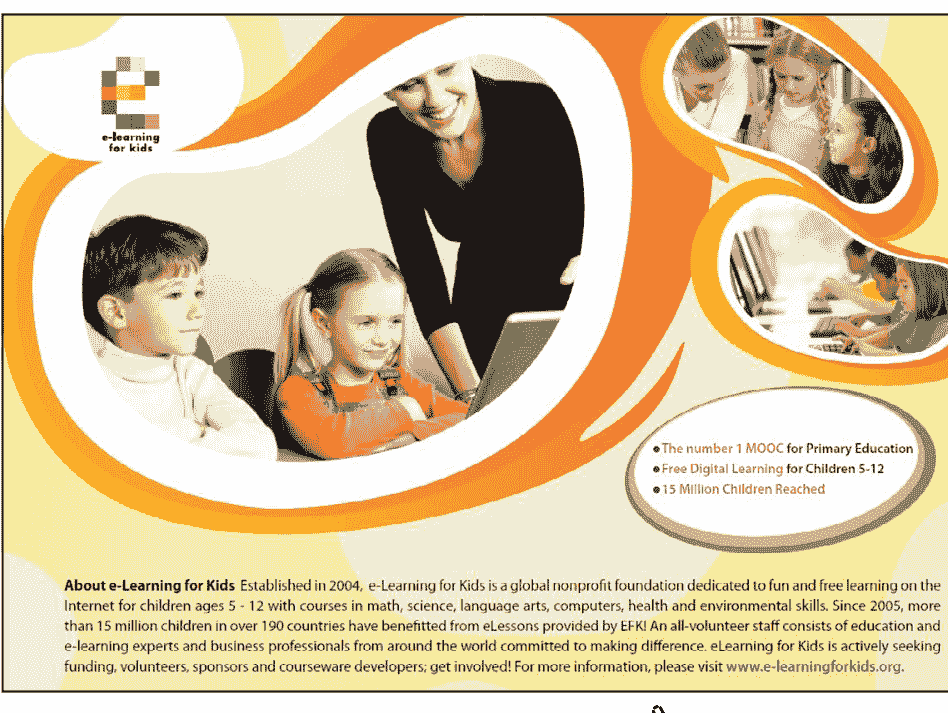 e-learning
for kids
The number 1 MOOC for Primary Education
Free Digital Learning for Children 5-12
15 Million Children Reached
About e-Learning for Kids Established in 2004, e-Learning for Kids is a global nonprofit foundation dedicated to fun and free learning on the
Internet for children ages 5 - 12 with courses in math, science, language arts, computers, health and environmental skills. Since 2005, more
than 15 million children in over 190 countries have benefitted from eLessons provided by EFK! An all-volunteer staff consists of education and
e-learning experts and business professionals from around the world committed to making difference. eLearning for Kids is actively seeking
funding, volunteers, sponsors and courseware developers; get involved! For more information, please visit www.e-learningforkids.org.